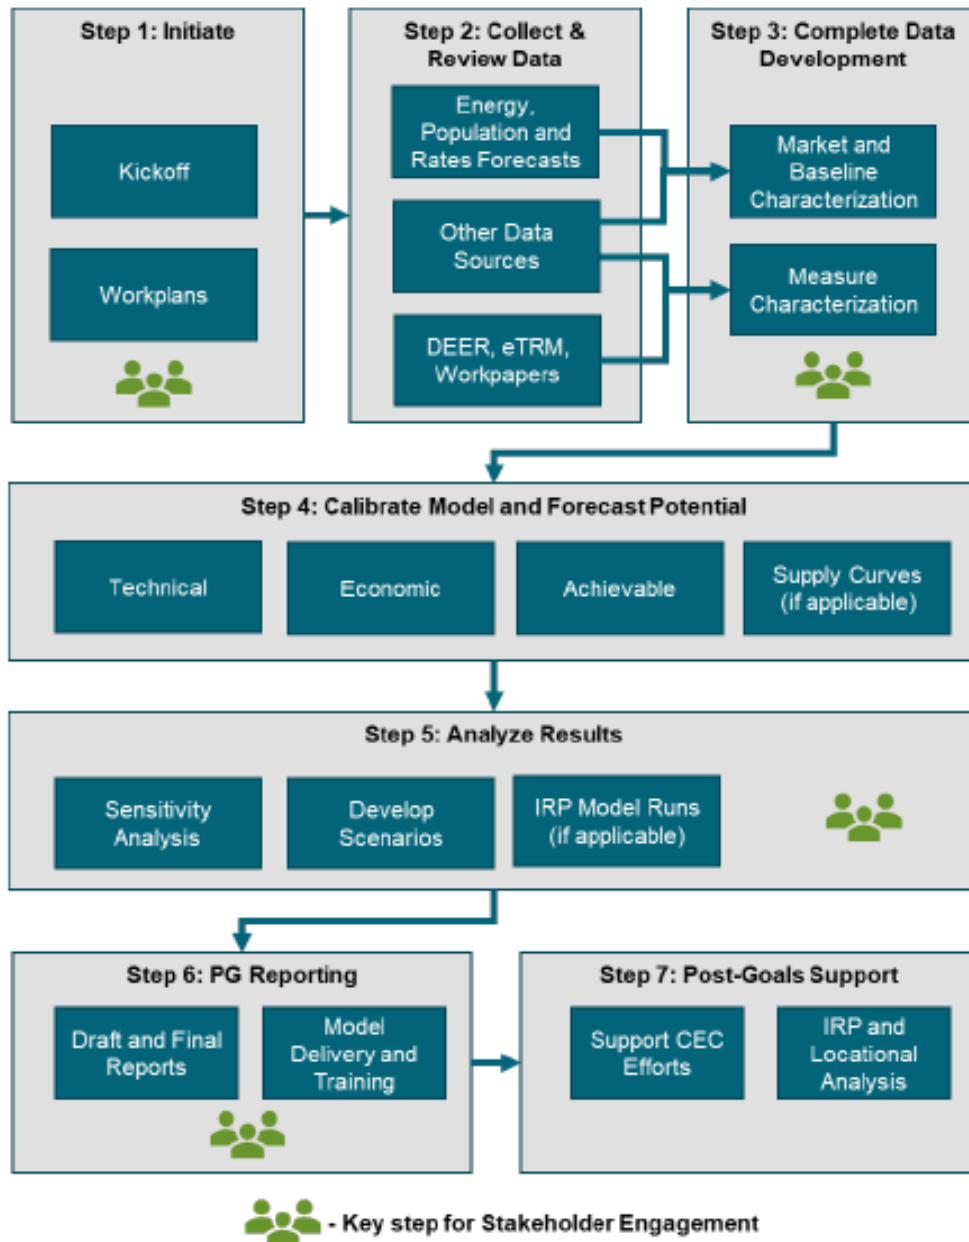 Step 1: Initiate
Kickoff
Workplans
Step 2: Collect &
Review Data
Energy,
Population and
Rates Forecasts
Other Data
Sources
DEER, eTRM,
Workpapers
Step 3: Complete Data
Development
Market and
Baseline
Characterization
Measure
Characterization
Step 4: Calibrate Model and Forecast Potential
Technical
Economic
Achievable
Supply Curves
(if applicable)
Step 5: Analyze Results
Sensitivity
Analysis
Develop
Scenarios
IRP Model Runs
(if applicable)
Step 6: PG Reporting
Draft and Final
Reports
Model
Delivery and
Training
Step 7: Post-Goals Support
Support CEC
Efforts
IRP and
Locational
Analysis
- Key step for Stakeholder Engagement